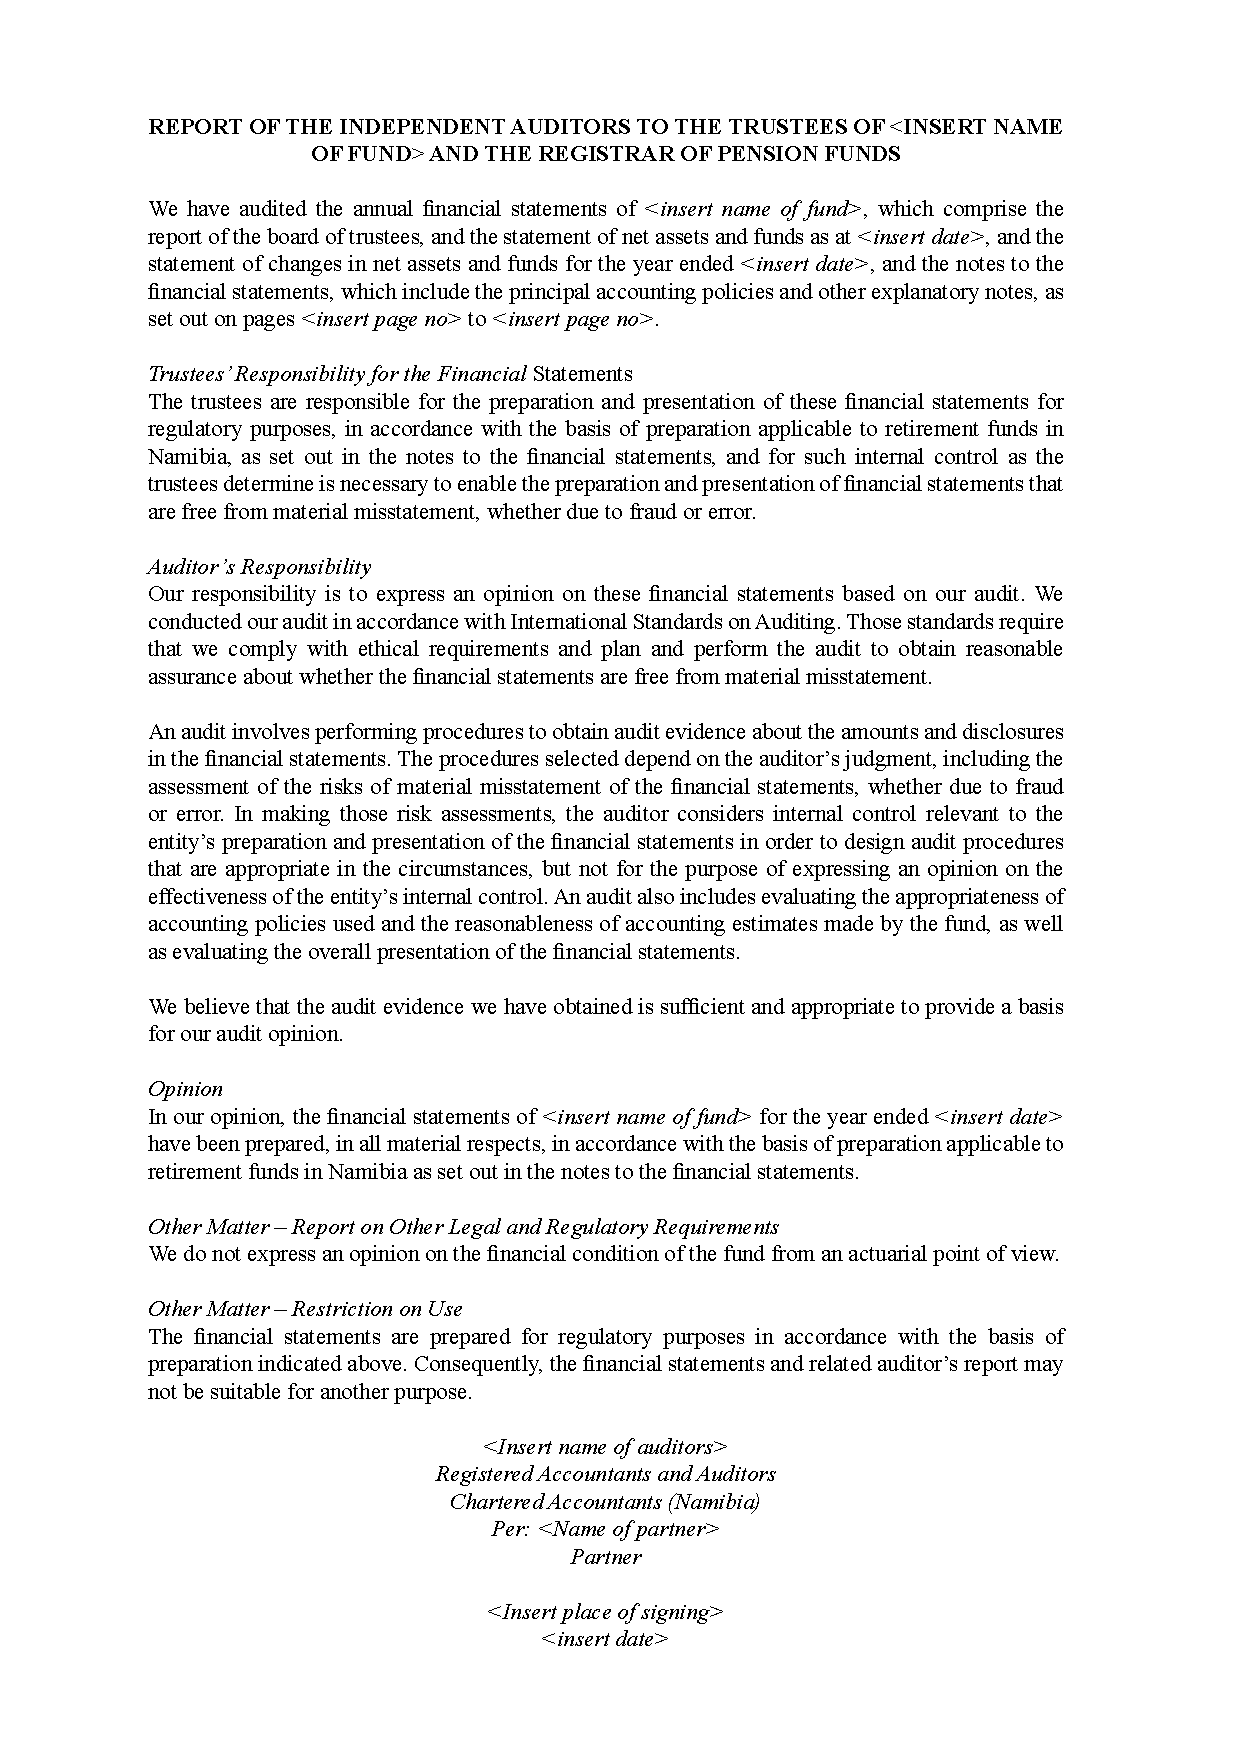 REPORT OF THE INDEPENDENT AUDITORS TO THE TRUSTEES OF <INSERT NAME
OF FUND> AND THE REGISTRAR OF PENSION FUNDS
We have audited the annual financial statements of <insert name of fund>, which comprise the
report of the board of trustees, and the statement of net assets and funds as at <insert date>, and the
statement of changes in net assets and funds for the year ended <insert date>, and the notes to the
financial statements, which include the principal accounting policies and other explanatory notes, as
set out on pages <insert page no> to <insert page no>.
Trustees’ Responsibility for the Financial Statements
The trustees are responsible for the preparation and presentation of these financial statements for
regulatory purposes, in accordance with the basis of preparation applicable to retirement funds in
Namibia, as set out in the notes to the financial statements, and for such internal control as the
trustees determine is necessary to enable the preparation and presentation of financial statements that
are free from material misstatement, whether due to fraud or error.
Auditor’s Responsibility
Our responsibility is to express an opinion on these financial statements based on our audit. We
conducted our audit in accordance with International Standards on Auditing. Those standards require
that we comply with ethical requirements and plan and perform the audit to obtain reasonable
assurance about whether the financial statements are free from material misstatement.
An audit involves performing procedures to obtain audit evidence about the amounts and disclosures
in the financial statements. The procedures selected depend on the auditor’s judgment, including the
assessment of the risks of material misstatement of the financial statements, whether due to fraud
or error. In making those risk assessments, the auditor considers internal control relevant to the
entity’s preparation and presentation of the financial statements in order to design audit procedures
that are appropriate in the circumstances, but not for the purpose of expressing an opinion on the
effectiveness of the entity’s internal control. An audit also includes evaluating the appropriateness of
accounting policies used and the reasonableness of accounting estimates made by the fund, as well
as evaluating the overall presentation of the financial statements.
We believe that the audit evidence we have obtained is sufficient and appropriate to provide a basis
for our audit opinion.
Opinion
In our opinion, the financial statements of <insert name of fund> for the year ended <insert date>
have been prepared, in all material respects, in accordance with the basis of preparation applicable to
retirement funds in Namibia as set out in the notes to the financial statements.
Other Matter – Report on Other Legal and Regulatory Requirements
We do not express an opinion on the financial condition of the fund from an actuarial point of view.
Other Matter – Restriction on Use
The financial statements are prepared for regulatory purposes in accordance with the basis of
preparation indicated above. Consequently, the financial statements and related auditor’s report may
not be suitable for another purpose.
<Insert name of auditors>
Registered Accountants and Auditors
Chartered Accountants (Namibia)
Per: <Name of partner>
Partner
<Insert place of signing>
<insert date>